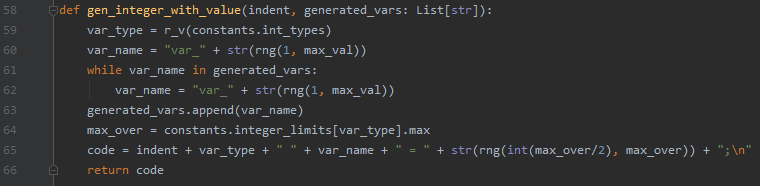 58 def gen_integer_with_value(indent, generated_vars: List[str]):
59     var_type = r_v(constants.int_types)
60     var_name = "var_" + str(rng(1, max_val))
61     while var_name in generated_vars:
62         var_name = "var_" + str(rng(1, max_val))
63     generated_vars.append(var_name)
64     max_over = constants.integer_limits[var_type].max
65     code = indent + var_type + " " + var_name + " = " + str(rng(int(max_over/2), max_over)) + ";\n"
66     return code